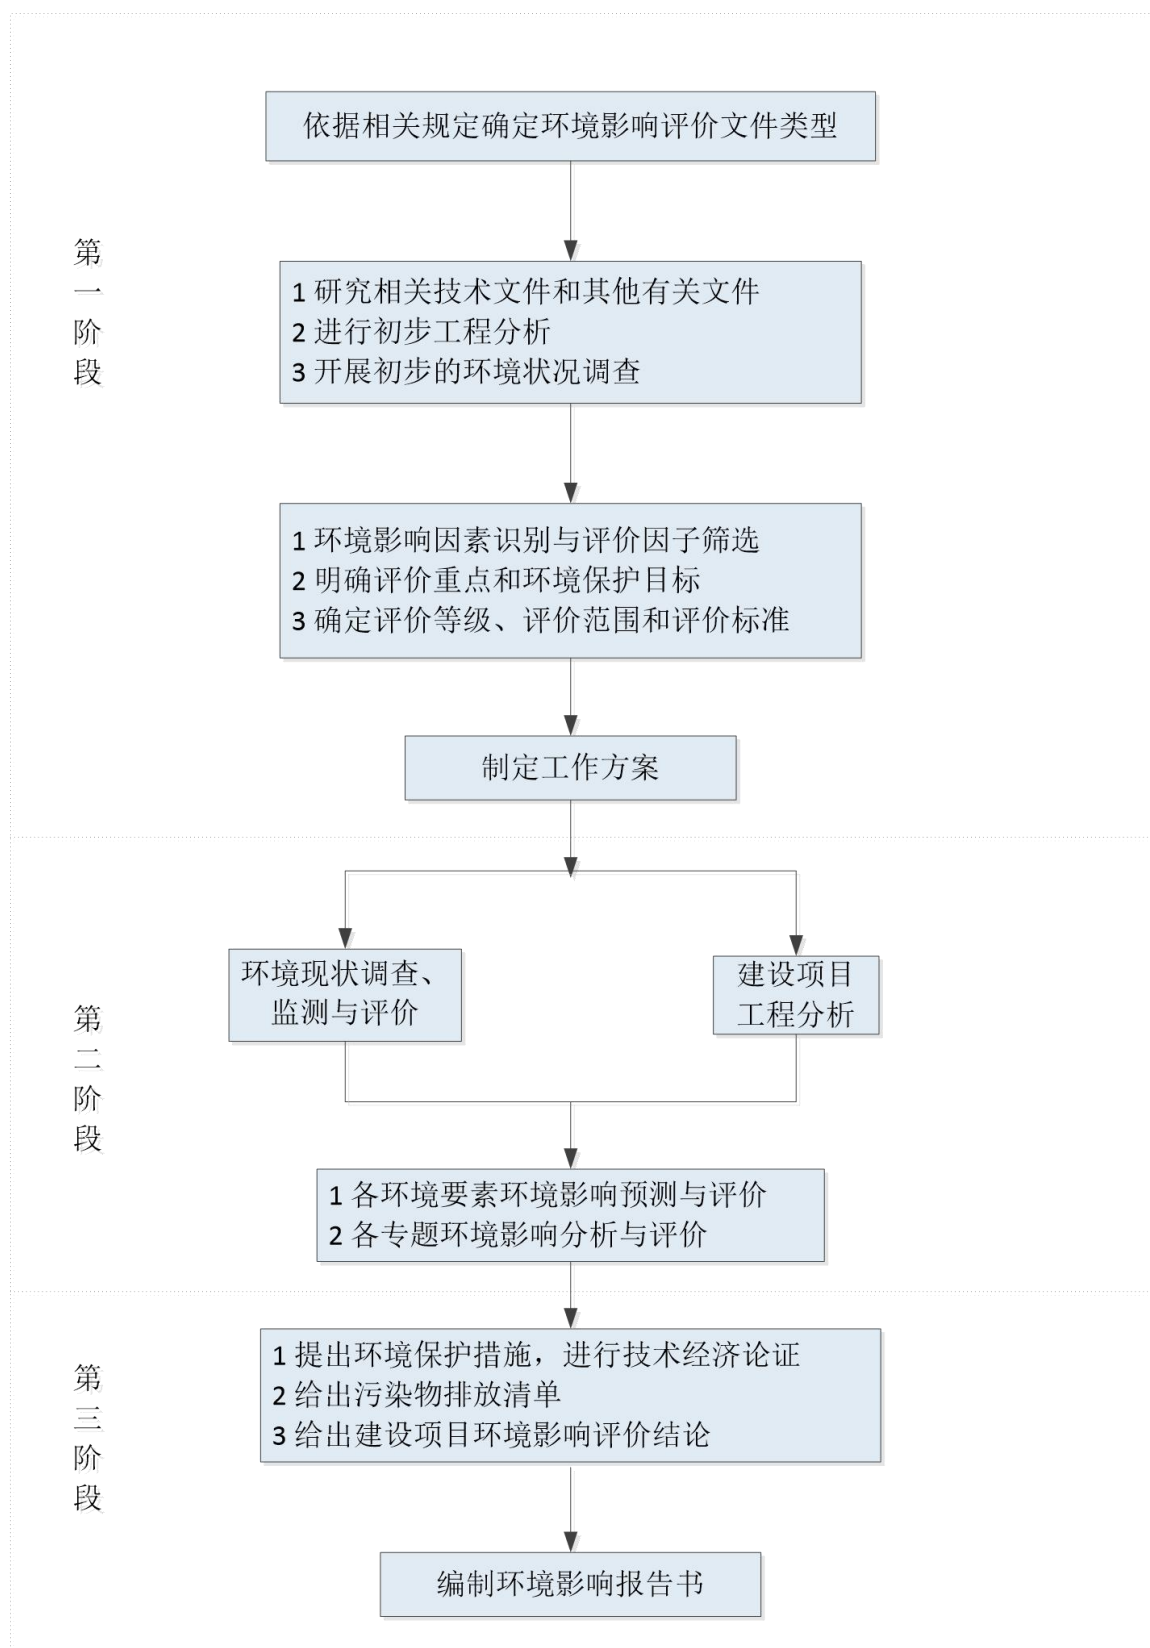 依据相关规定确定环境影响评价文件类型
第一阶段
1 研究相关技术文件和其他有关文件
2 进行初步工程分析
3 开展初步的环境状况调查
1 环境影响因素识别与评价因子筛选
2 明确评价重点和环境保护目标
3 确定评价等级、评价范围和评价标准
制定工作方案
第二阶段
环境现状调查、
监测与评价
建设项目
工程分析
1 各环境要素环境影响预测与评价
2 各专题环境影响分析与评价
第三阶段
1 提出环境保护措施，进行技术经济论证
2 给出污染物排放清单
3 给出建设项目环境影响评价结论
编制环境影响报告书